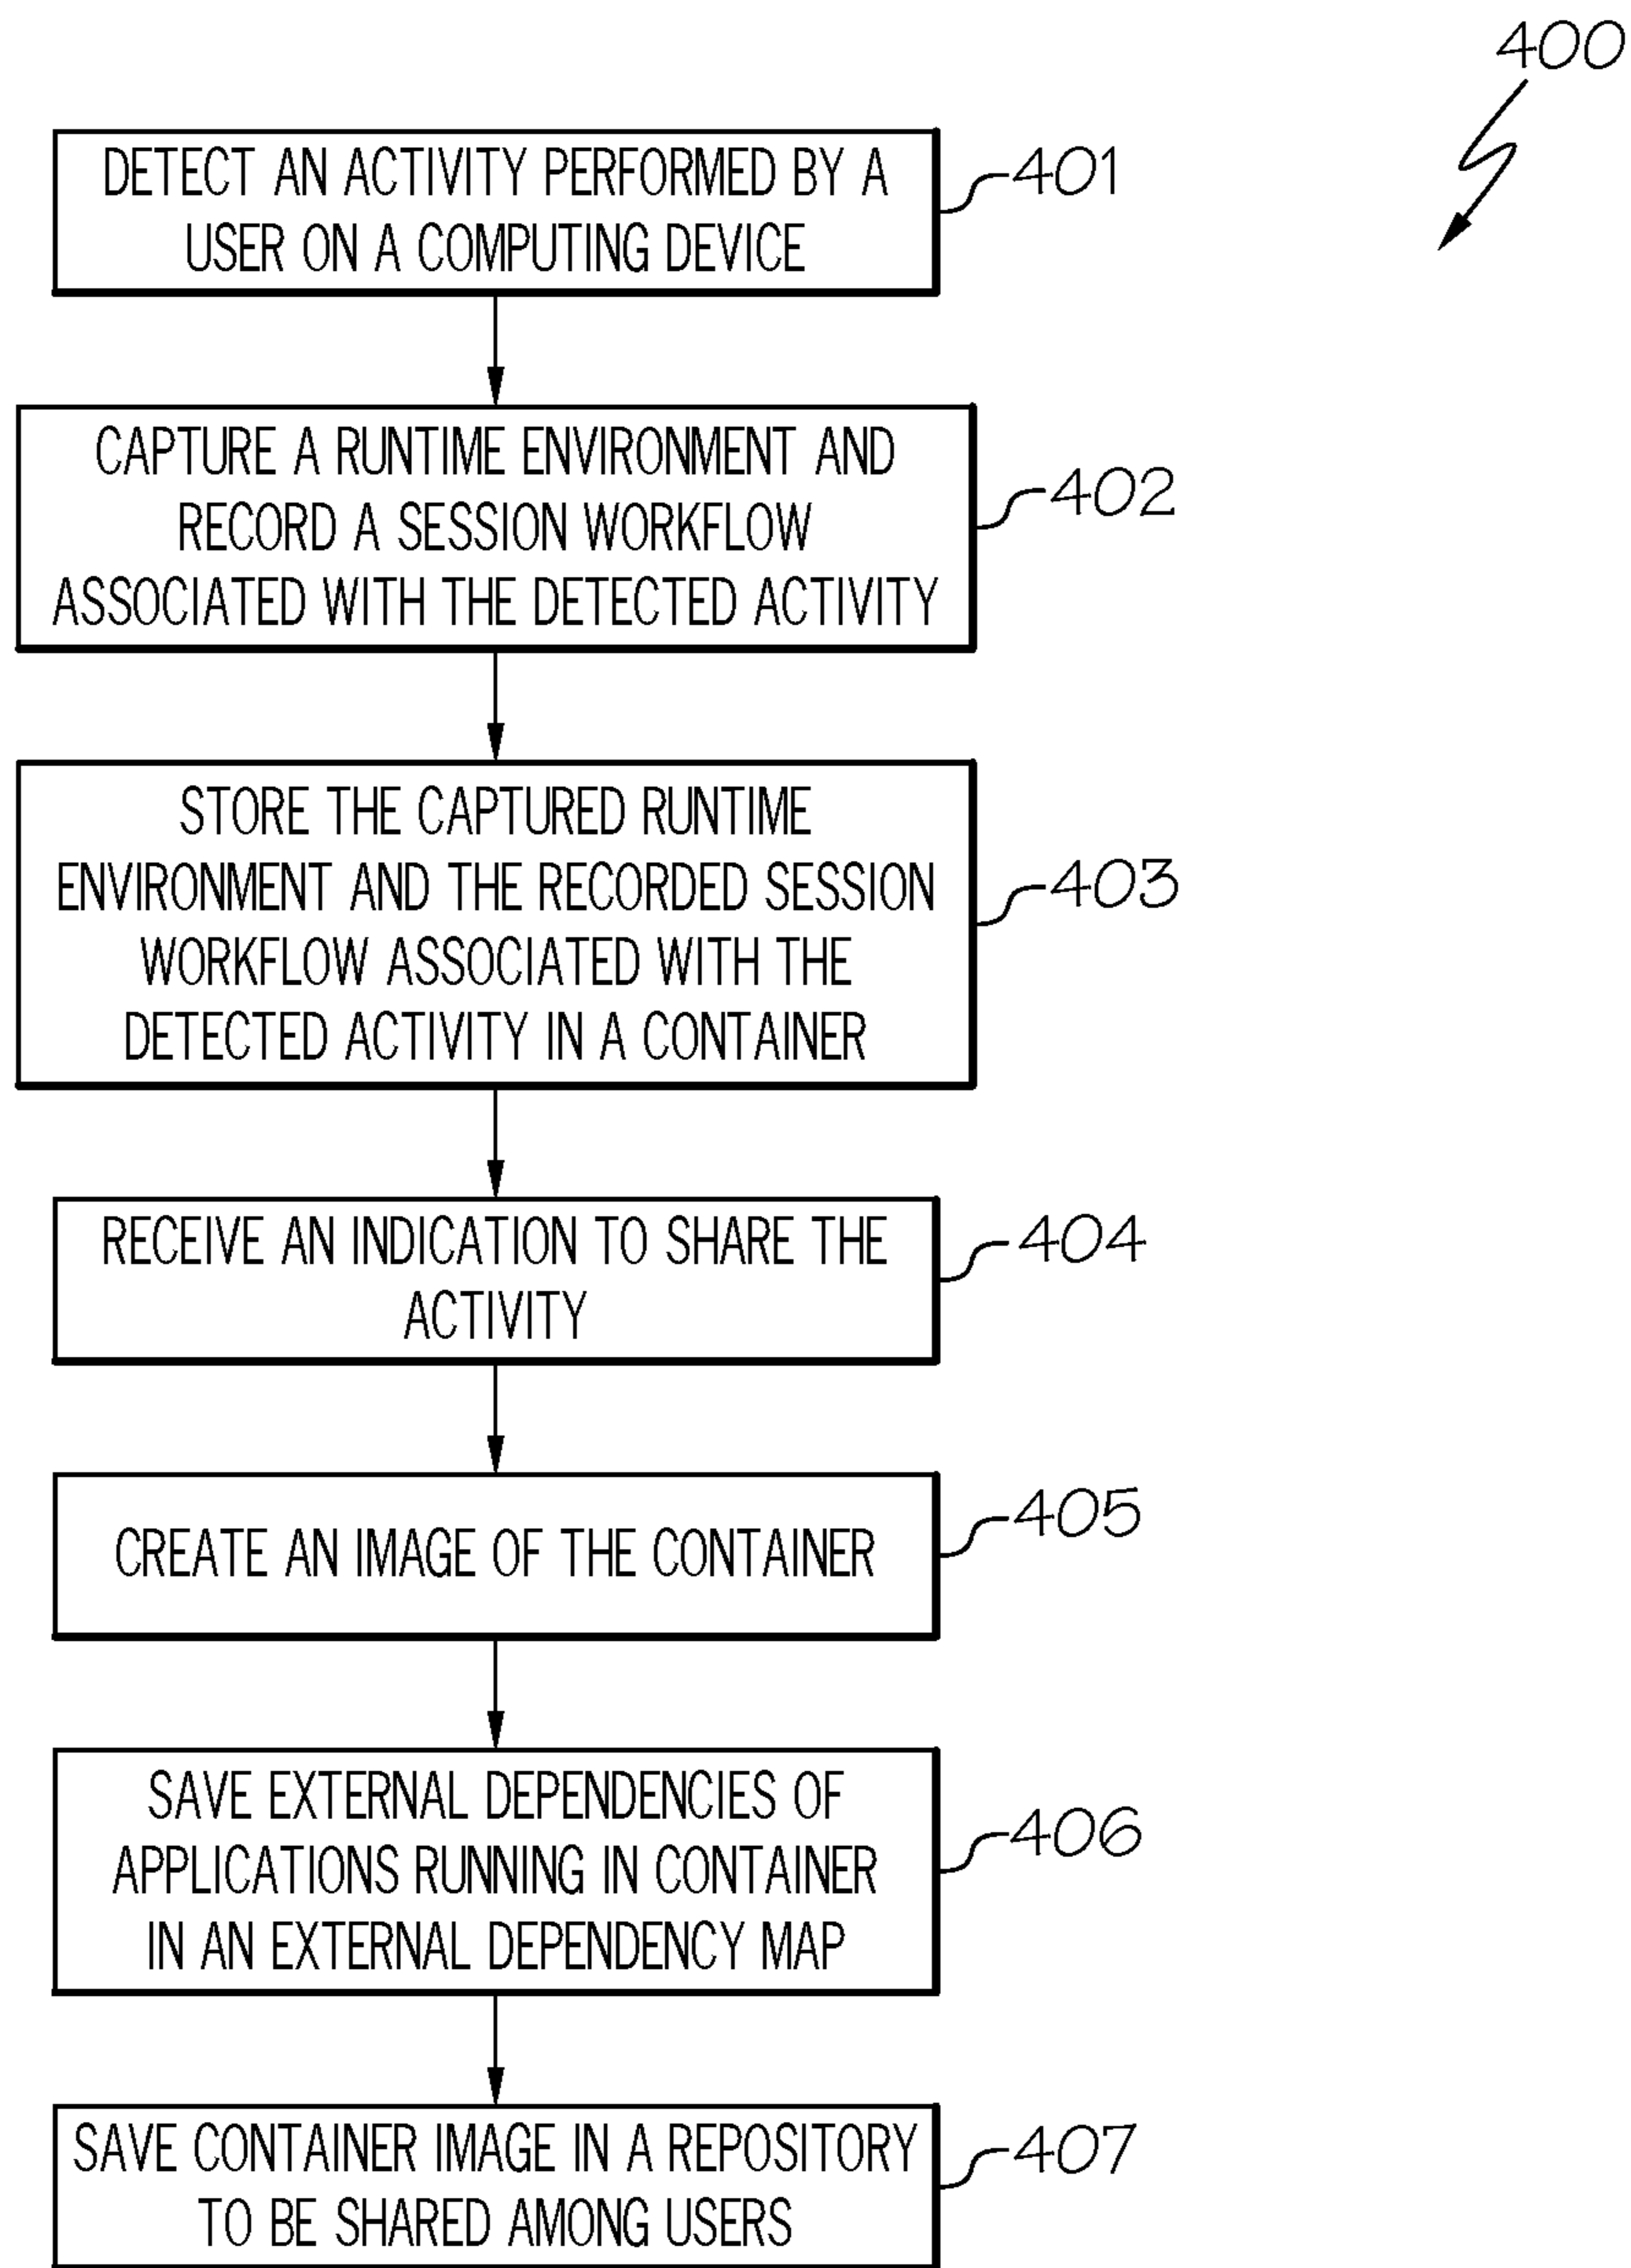 400
DETECT AN ACTIVITY PERFORMED BY A
USER ON A COMPUTING DEVICE
401
CAPTURE A RUNTIME ENVIRONMENT AND
RECORD A SESSION WORKFLOW
ASSOCIATED WITH THE DETECTED ACTIVITY
402
STORE THE CAPTURED RUNTIME
ENVIRONMENT AND THE RECORDED SESSION
WORKFLOW ASSOCIATED WITH THE
DETECTED ACTIVITY IN A CONTAINER
403
RECEIVE AN INDICATION TO SHARE THE
ACTIVITY
404
CREATE AN IMAGE OF THE CONTAINER
405
SAVE EXTERNAL DEPENDENCIES OF
APPLICATIONS RUNNING IN CONTAINER
IN AN EXTERNAL DEPENDENCY MAP
406
SAVE CONTAINER IMAGE IN A REPOSITORY
TO BE SHARED AMONG USERS
407